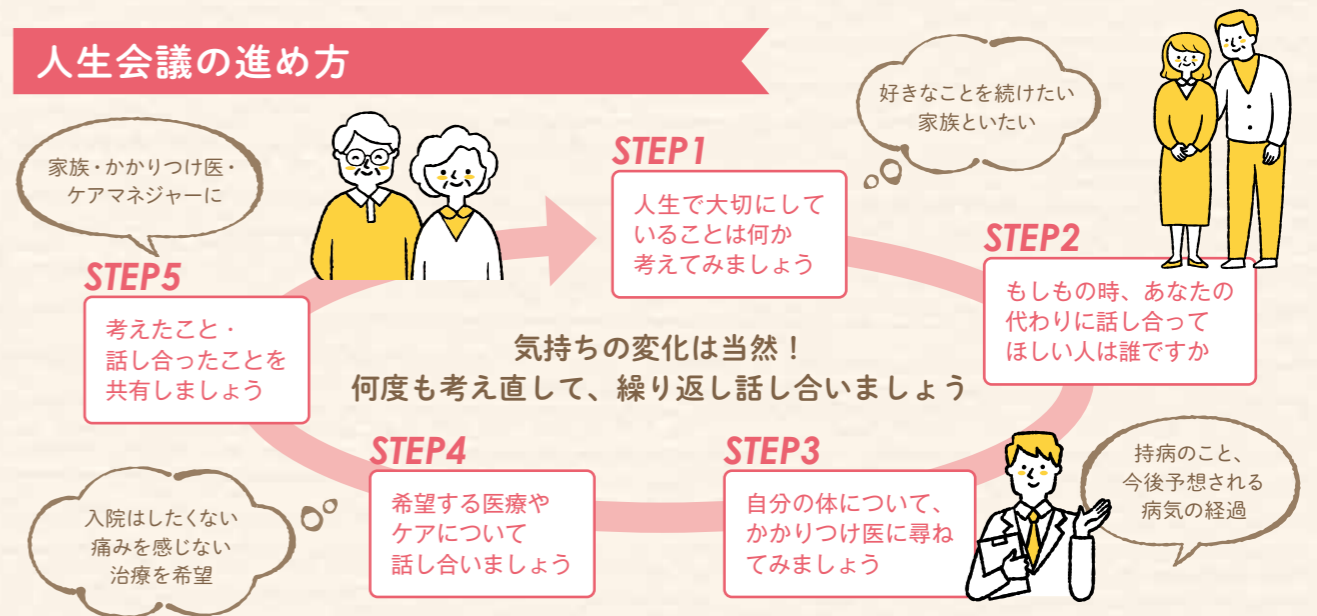 人生会議の進め方
STEP1
人生で大切にして
いることは何か
考えてみましょう
好きなことを続けたい
家族といたい
STEP2
もしもの時、あなたの
代わりに話し合って
ほしい人は誰ですか
STEP3
自分の体について、
かかりつけ医に尋ね
てみましょう
持病のこと、
今後予想される
病気の経過
STEP4
希望する医療や
ケアについて
話し合いましょう
入院はしたくない
痛みを感じない
治療を希望
STEP5
考えたこと・
話し合ったことを
共有しましょう
家族・かかりつけ医・
ケアマネジャーに
気持ちの変化は当然！
何度も考え直して、繰り返し話し合いましょう